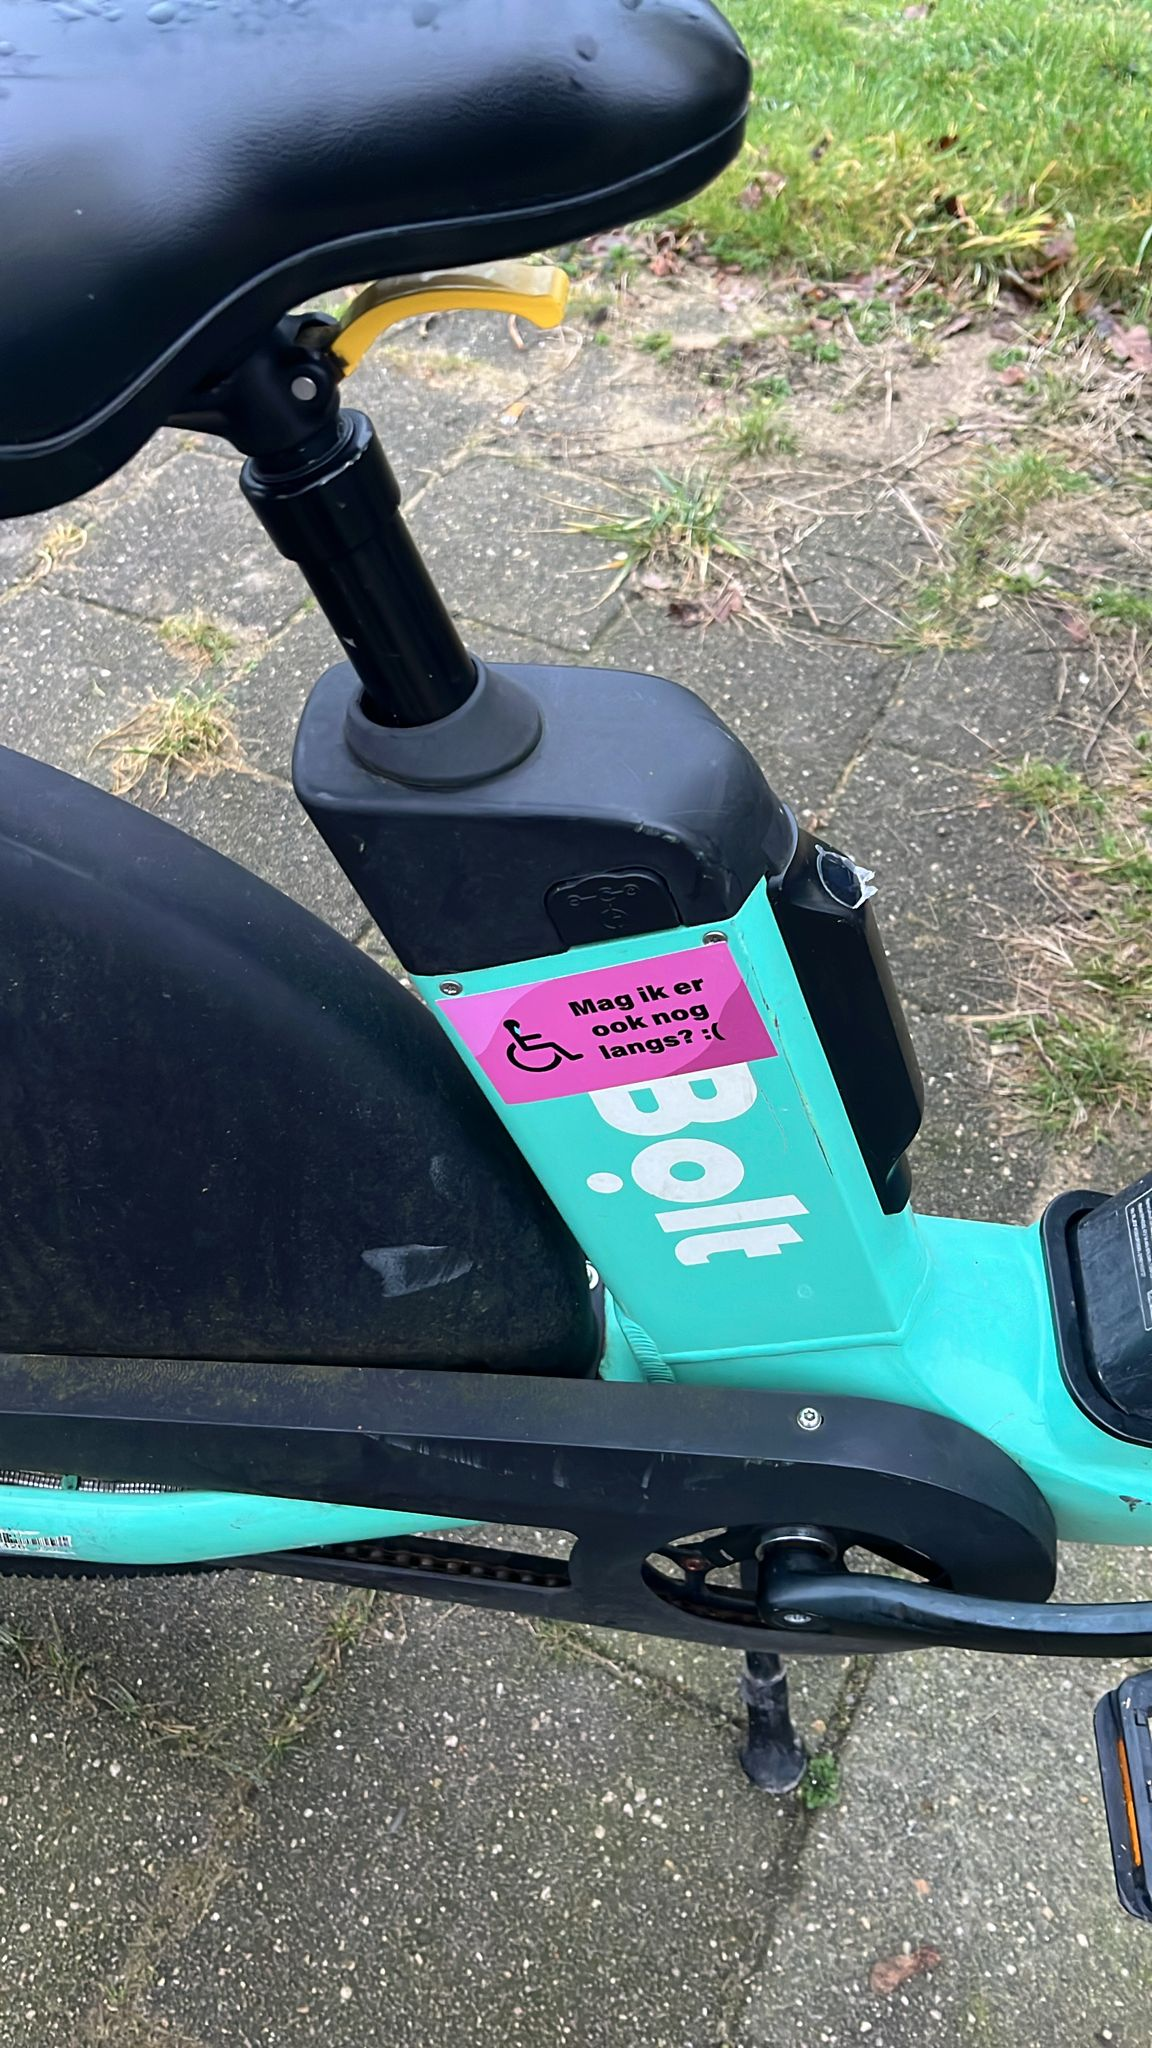 Mag ik er
ook nog
langs? :(
Bolt